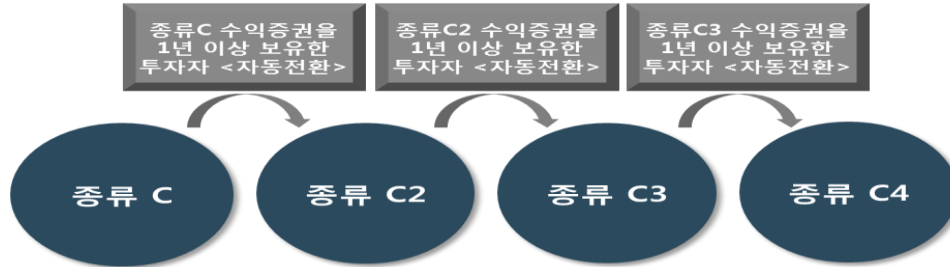 종류C 수익증권을
1년 이상 보유한
투자자 <자동전환>
종류C2 수익증권을
1년 이상 보유한
투자자 <자동전환>
종류C3 수익증권을
1년 이상 보유한
투자자 <자동전환>
종류 C
종류 C2
종류 C3
종류 C4